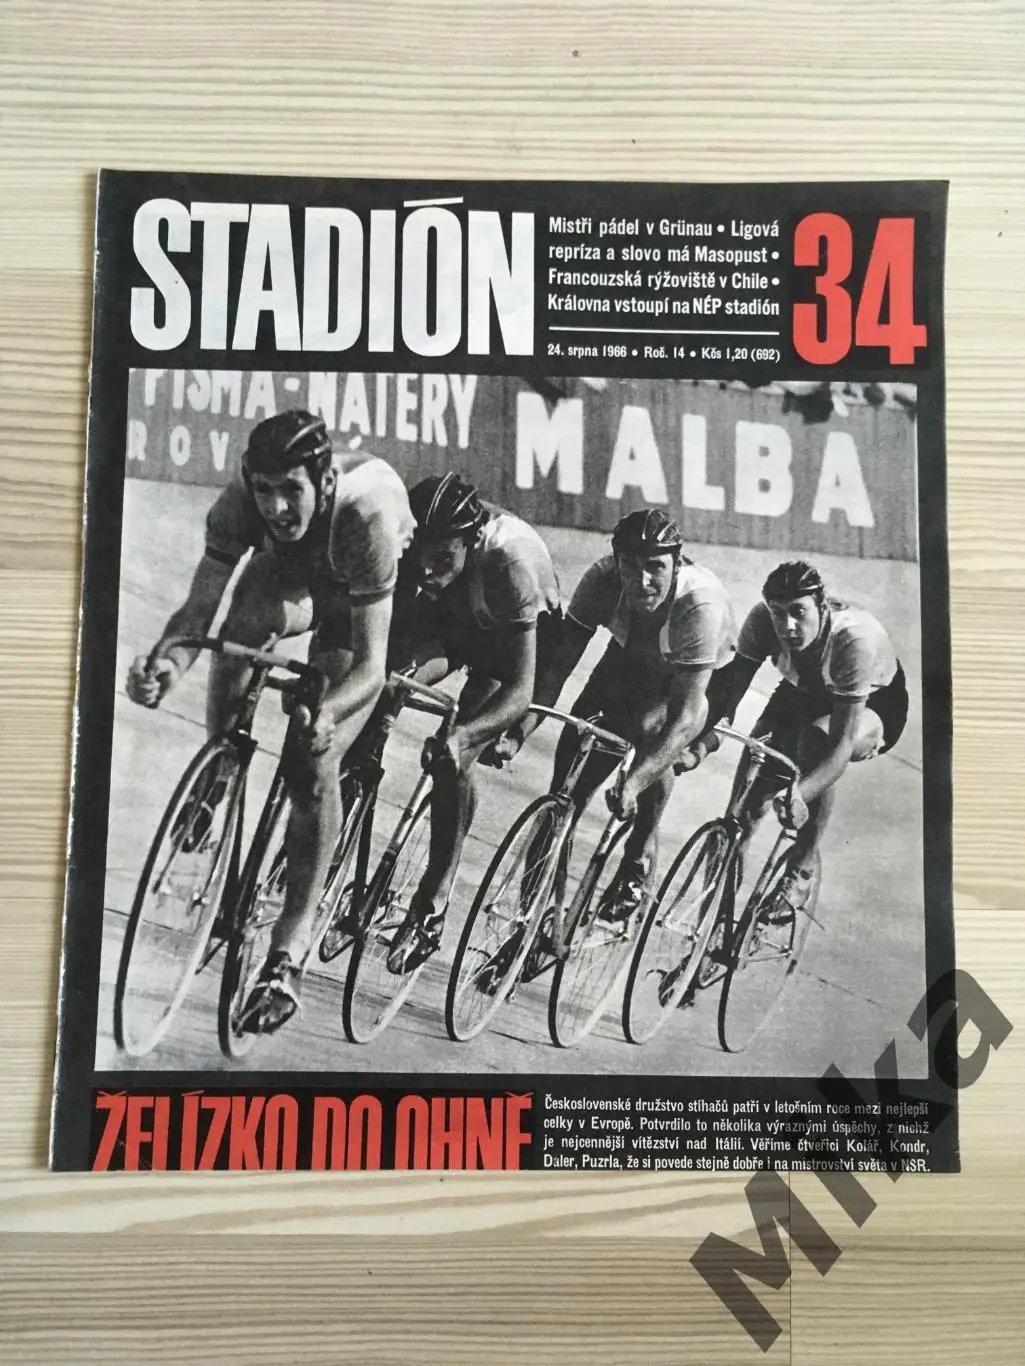 STADIÓN
Mistři pádel v Grünau • Ligová
repríza a slovo má Masopust •
Francouzská rýžoviště v Chile •
Královna vstoupí na NÉP stadión
24. srpna 1966 • Roč. 14 • Kčs 1,20 (692)
34
PÍSMA-NÁTĚRY
ROV
MALBA
ŽELÍZKO DO OHNĚ
Československé družstvo stíhačů patří v letošním roce mezi nejlepší
celky v Evropě. Potvrdilo to několika výraznými úspěchy, z nichž
je nejcennější vítězství nad Itálií. Věříme čtveřici Kolář, Kondr,
Daler, Puzrla, že si povede stejně dobře i na mistrovství světa v NSR.
Mika